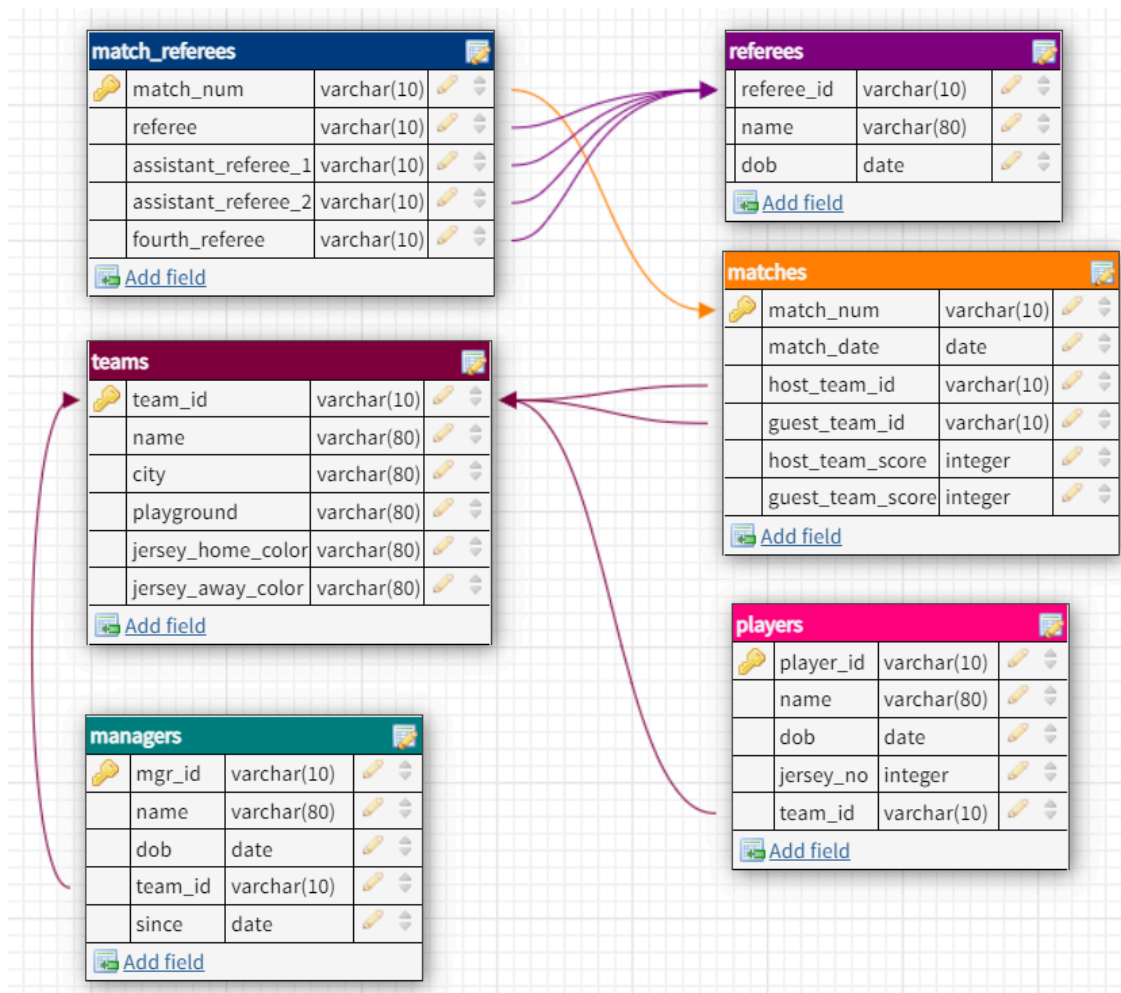 match_referees
match_num varchar(10)
referee varchar(10)
assistant_referee_1 varchar(10)
assistant_referee_2 varchar(10)
fourth_referee varchar(10)
Add field
referees
referee_id varchar(10)
name varchar(80)
dob date
Add field
matches
match_num varchar(10)
match_date date
host_team_id varchar(10)
guest_team_id varchar(10)
host_team_score integer
guest_team_score integer
Add field
teams
team_id varchar(10)
name varchar(80)
city varchar(80)
playground varchar(80)
jersey_home_color varchar(80)
jersey_away_color varchar(80)
Add field
players
player_id varchar(10)
name varchar(80)
dob date
jersey_no integer
team_id varchar(10)
Add field
managers
mgr_id varchar(10)
name varchar(80)
dob date
team_id varchar(10)
since date
Add field